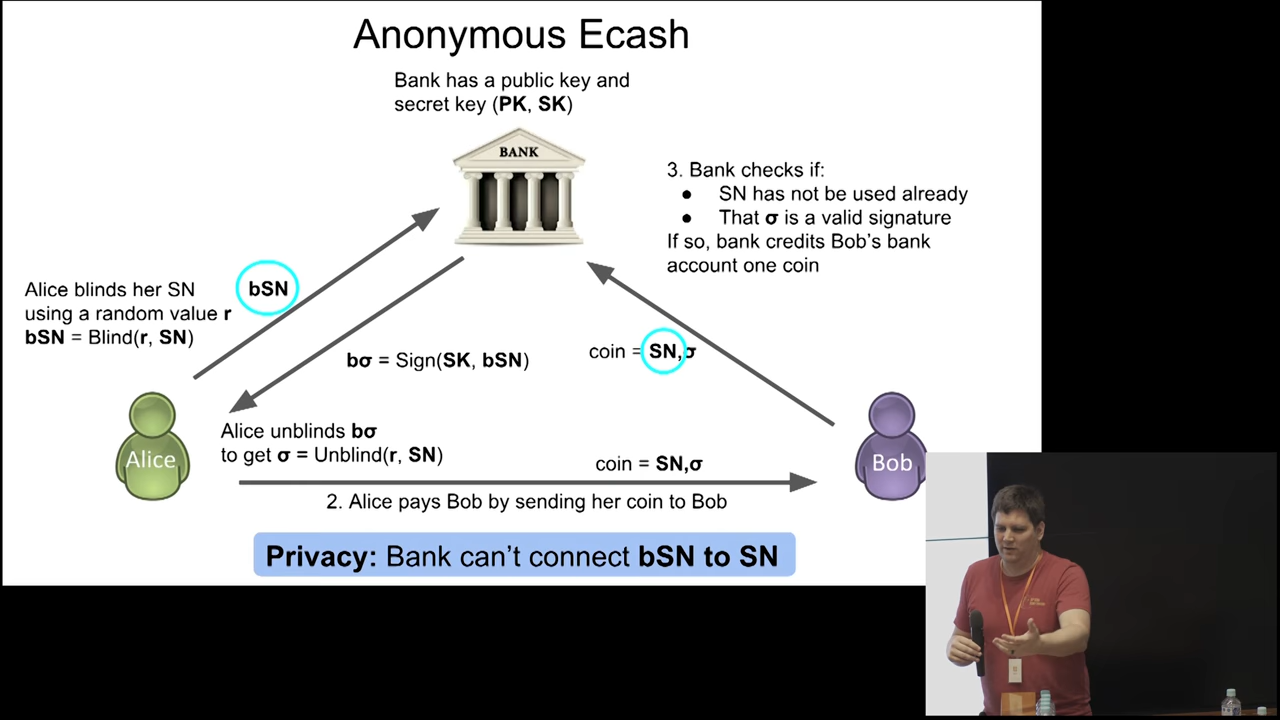 Anonymous Ecash
Bank has a public key and
secret key (PK, SK)
BANK
3. Bank checks if:
● SN has not be used already
● That σ is a valid signature
If so, bank credits Bob's bank
account one coin
Alice blinds her SN
using a random value r
bSN = Blind(r, SN)
bSN
bσ = Sign(SK, bSN)
coin = SN,σ
Alice unblinds bσ
to get σ = Unblind(r, SN)
coin = SN,σ
Alice
Bob
2. Alice pays Bob by sending her coin to Bob
Privacy: Bank can't connect bSN to SN